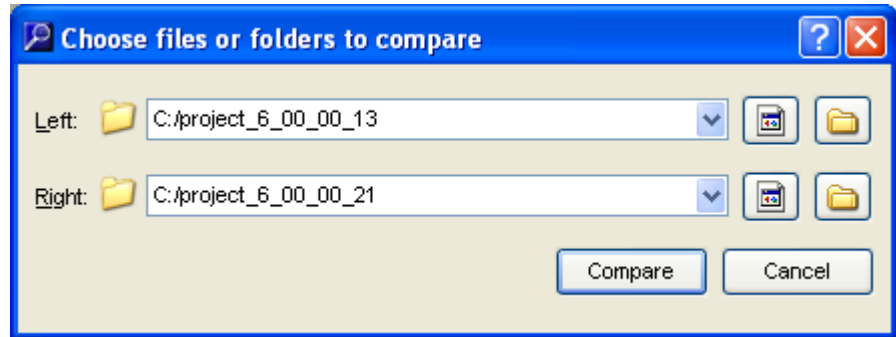 Choose files or folders to compare
Left: C:/project_6_00_00_13
Right: C:/project_6_00_00_21
Compare Cancel